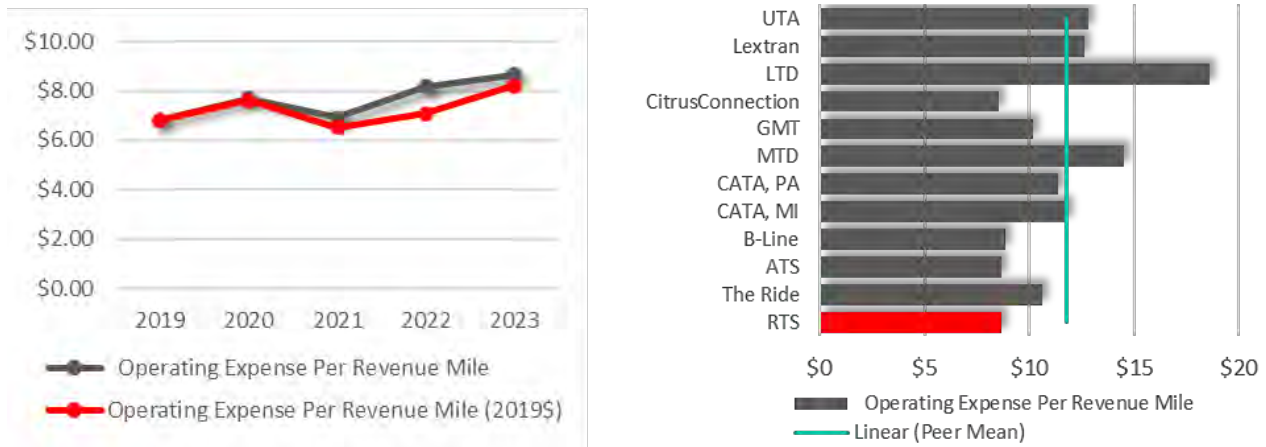 $10.00
$8.00
$6.00
$4.00
$2.00
$0.00
2019 2020 2021 2022 2023
Operating Expense Per Revenue Mile
Operating Expense Per Revenue Mile (2019$)
UTA
Lextran
LTD
CitrusConnection
GMT
MTD
CATA, PA
CATA, MI
B-Line
ATS
The Ride
RTS
$0 $5 $10 $15 $20
Operating Expense Per Revenue Mile
Linear (Peer Mean)